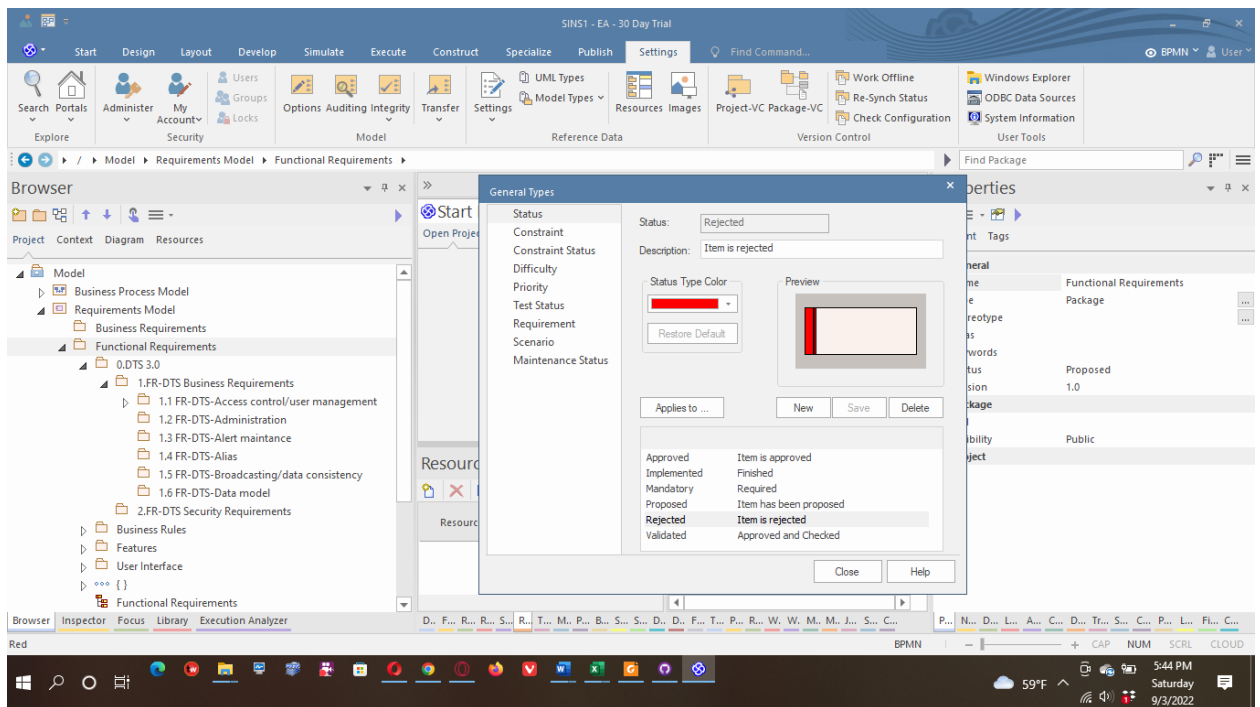 SINS1 - EA - 30 Day Trial
Start Design Layout Develop Simulate Execute Construct Specialize Publish Settings Find Command... BPMN User
Search Portals Administer My Account Users Groups Locks Options Auditing Integrity Transfer Settings UML Types Model Types Resources Images Project-VC Package-VC Work Offline Re-Synch Status Check Configuration Windows Explorer ODBC Data Sources System Information
Explore Security Model Reference Data Version Control User Tools
/ Model Requirements Model Functional Requirements Find Package
Browser
Project Context Diagram Resources
Model
Business Process Model
Requirements Model
Business Requirements
Functional Requirements
0.DTS 3.0
1.FR-DTS Business Requirements
1.1 FR-DTS-Access control/user management
1.2 FR-DTS-Administration
1.3 FR-DTS-Alert maintance
1.4 FR-DTS-Alias
1.5 FR-DTS-Broadcasting/data consistency
1.6 FR-DTS-Data model
2.FR-DTS Security Requirements
Business Rules
Features
User Interface
{ }
Functional Requirements
Browser Inspector Focus Library Execution Analyzer
Start
Open Projec
Resourc
Resourc
General Types
Status
Constraint
Constraint Status
Difficulty
Priority
Test Status
Requirement
Scenario
Maintenance Status
Status: Rejected
Description: Item is rejected
Status Type Color
Restore Default
Preview
Applies to ... New Save Delete
Approved Item is approved
Implemented Finished
Mandatory Required
Proposed Item has been proposed
Rejected Item is rejected
Validated Approved and Checked
Close Help
perties
nt Tags
neral
me Functional Requirements
e Package
reotype
as
words
tus Proposed
sion 1.0
ckage
ibility Public
ject
D.. F... R... R... S... R... T... M.. P... B... S... S... D.. D.. F... T... P... R... W. W. M.. M.. J... S... C...
P... N... D... L... A... C... D... Tr... S... C... P... L... Fi... C...
Red BPMN CAP NUM SCRL CLOUD
59°F
5:44 PM
Saturday
9/3/2022